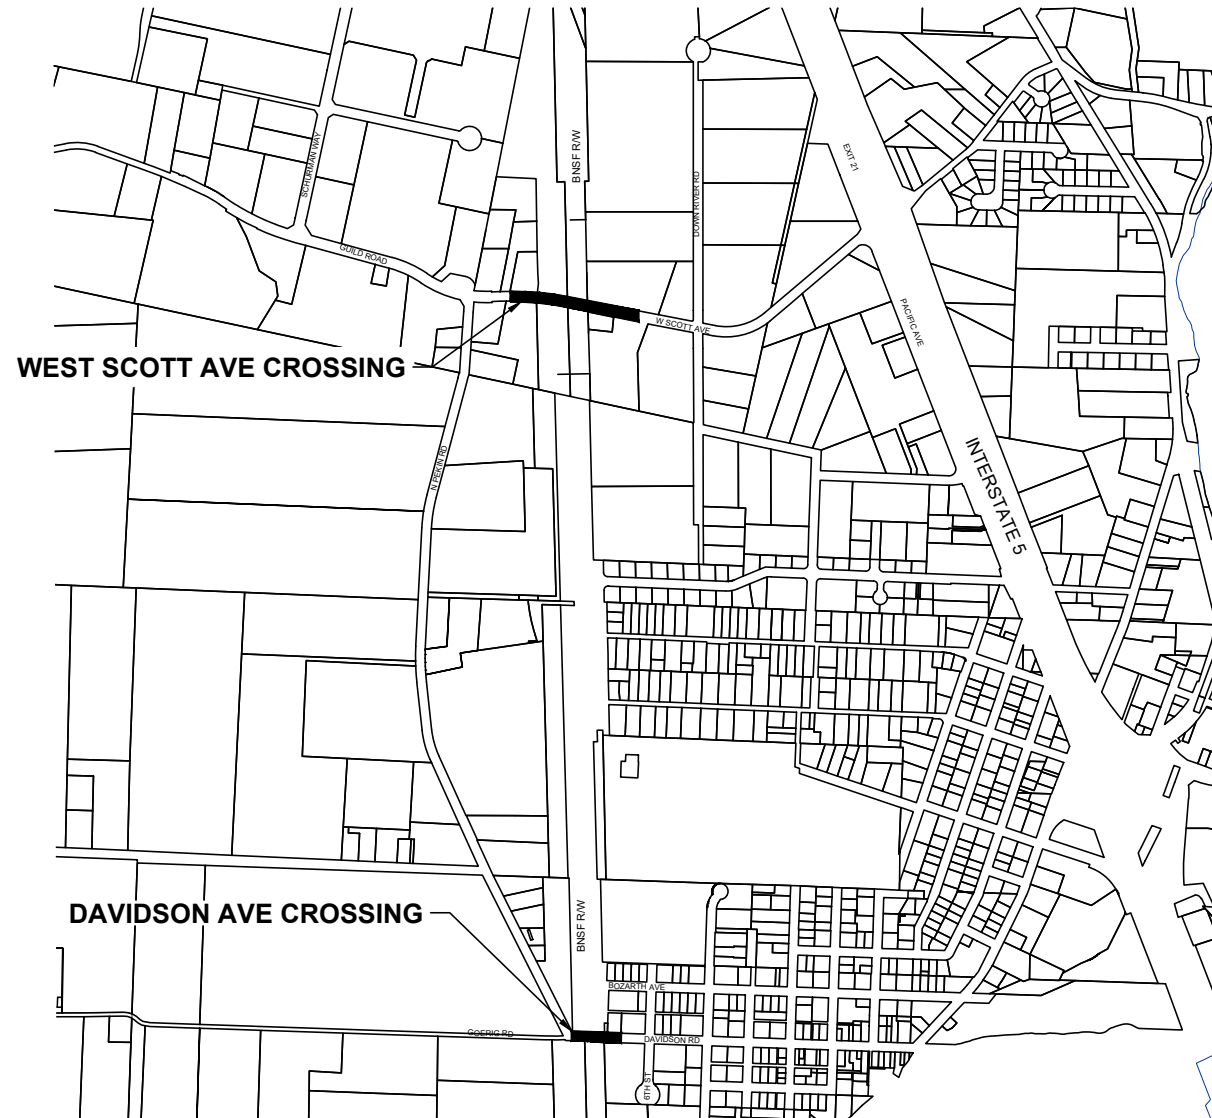 BNSF R/W
SCHURMAN WAY
EXIT 21
DOWN RIVER RD
GUILD ROAD
W SCOTT AVE
PACIFIC AVE
WEST SCOTT AVE CROSSING
N PEKIN RD
INTERSTATE 5
DAVIDSON AVE CROSSING
BNSF R/W
BOZARTH AVE
GOERIG RD
DAVIDSON RD
6TH ST